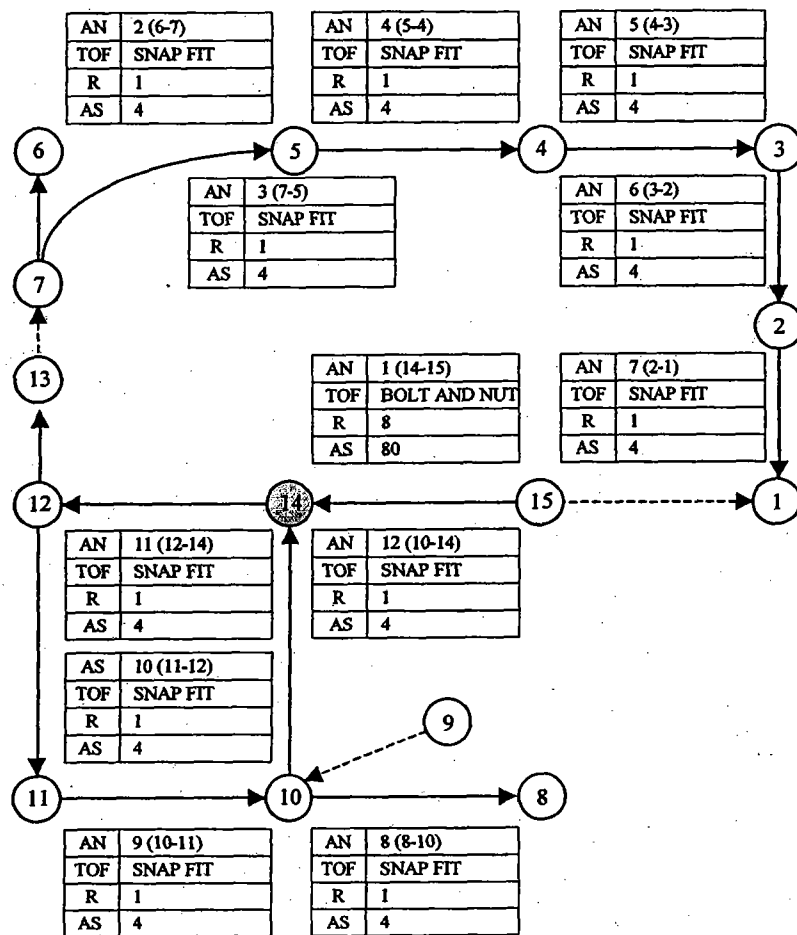 AN 2 (6-7)
TOF SNAP FIT
R 1
AS 4
AN 4 (5-4)
TOF SNAP FIT
R 1
AS 4
AN 5 (4-3)
TOF SNAP FIT
R 1
AS 4
6
5
4
3
AN 3 (7-5)
TOF SNAP FIT
R 1
AS 4
AN 6 (3-2)
TOF SNAP FIT
R 1
AS 4
7
2
13
AN 1 (14-15)
TOF BOLT AND NUT
R 8
AS 80
AN 7 (2-1)
TOF SNAP FIT
R 1
AS 4
12
14
15
1
AN 11 (12-14)
TOF SNAP FIT
R 1
AS 4
AN 12 (10-14)
TOF SNAP FIT
R 1
AS 4
AS 10 (11-12)
TOF SNAP FIT
R 1
AS 4
9
11
10
8
AN 9 (10-11)
TOF SNAP FIT
R 1
AS 4
AN 8 (8-10)
TOF SNAP FIT
R 1
AS 4